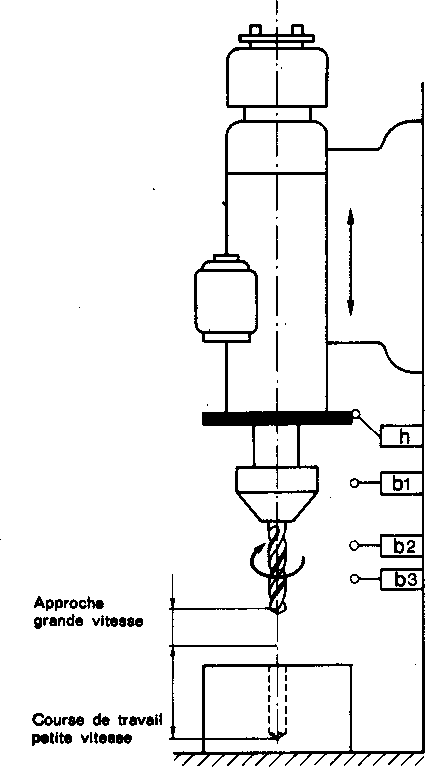 h
b1
b2
b3
Approche
grande vitesse
Course de travail
petite vitesse